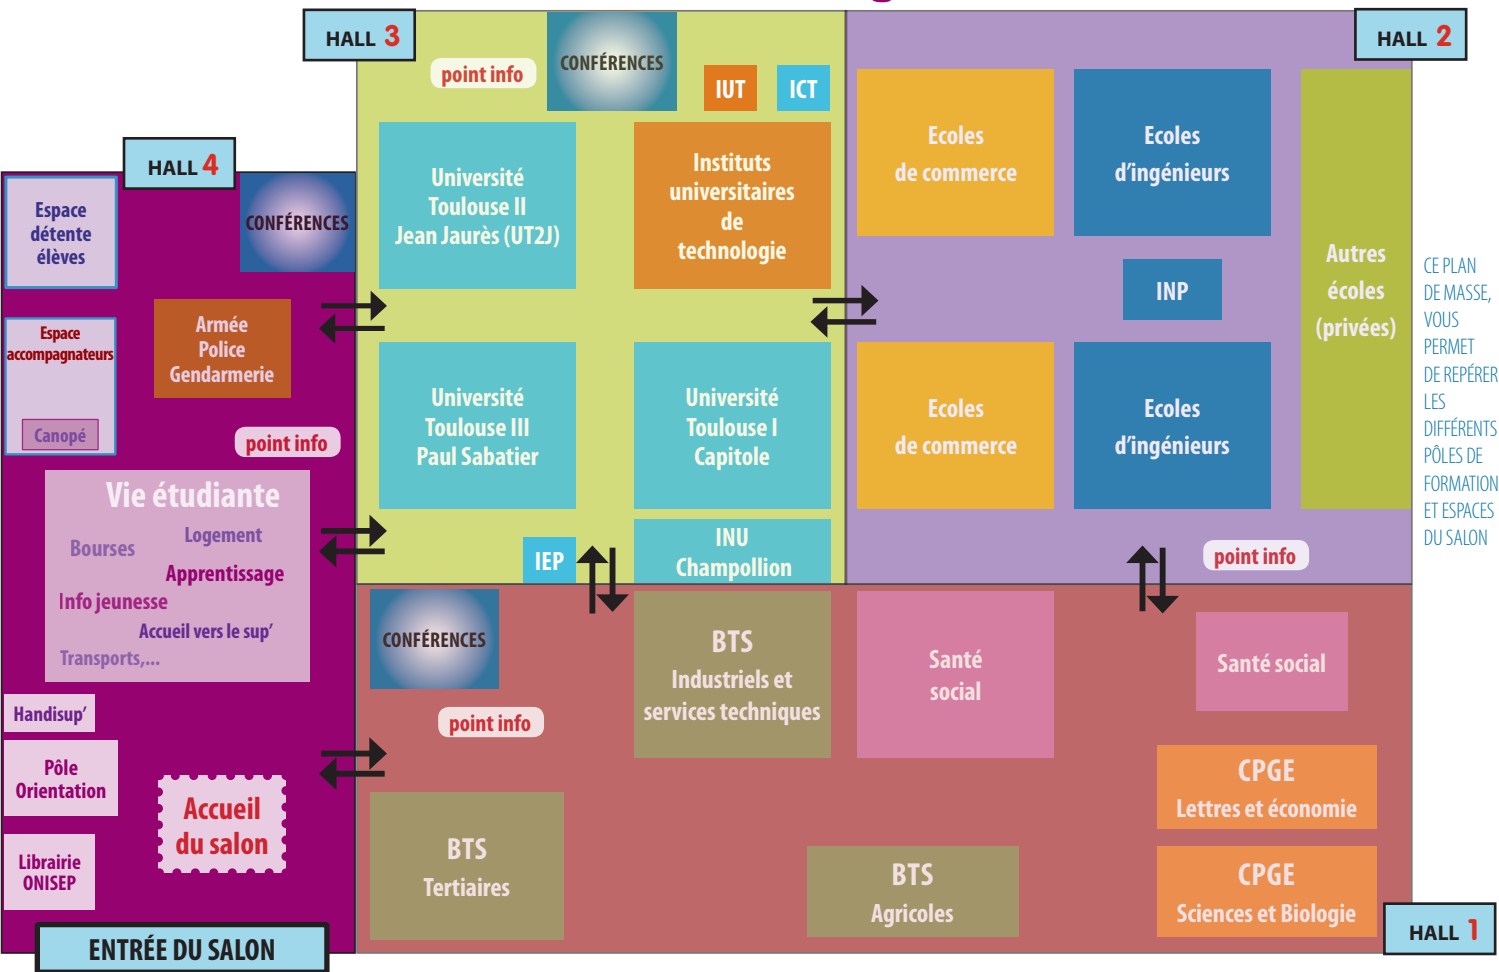 HALL 3
point info
CONFÉRENCES
IUT
ICT
Université
Toulouse II
Jean Jaurès (UT2J)
Instituts
universitaires
de
technologie
Université
Toulouse III
Paul Sabatier
Université
Toulouse I
Capitole
IEP
INU
Champollion
HALL 2
Ecoles
de commerce
Ecoles
d'ingénieurs
INP
Autres
écoles
(privées)
Ecoles
de commerce
Ecoles
d'ingénieurs
point info
CE PLAN
DE MASSE,
VOUS
PERMET
DE REPÉRER
LES
DIFFÉRENTS
PÔLES DE
FORMATION
ET ESPACES
DU SALON
HALL 4
Espace
détente
élèves
CONFÉRENCES
Espace
accompagnateurs
Canopé
Armée
Police
Gendarmerie
point info
Vie étudiante
Logement
Bourses
Apprentissage
Info jeunesse
Accueil vers le sup'
Transports,...
Handisup'
Pôle
Orientation
Accueil
du salon
Librairie
ONISEP
ENTRÉE DU SALON
CONFÉRENCES
point info
BTS
Industriels et
services techniques
Santé
social
Santé social
CPGE
Lettres et économie
BTS
Tertiaires
BTS
Agricoles
CPGE
Sciences et Biologie
HALL 1